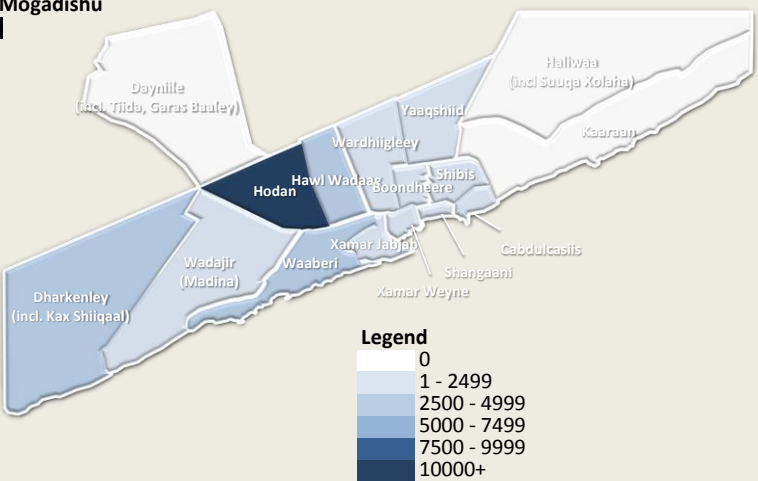 Mogadishu
Dayniile
(incl. Tiida, Garas Baaley)
Haliwaa
(incl Suuqa Xolaha)
Yaaqshiid
Kaaraan
Wardhiigleey
Hawl Wadaag
Shibis
Boondheere
Hodan
Xamar Jabjab
Cabdulcasiis
Waaberi
Wadajir
(Madina)
Shangaani
Xamar Weyne
Dharkenley
(incl. Kax Shiiqaal)
Legend
0
1 - 2499
2500 - 4999
5000 - 7499
7500 - 9999
10000+